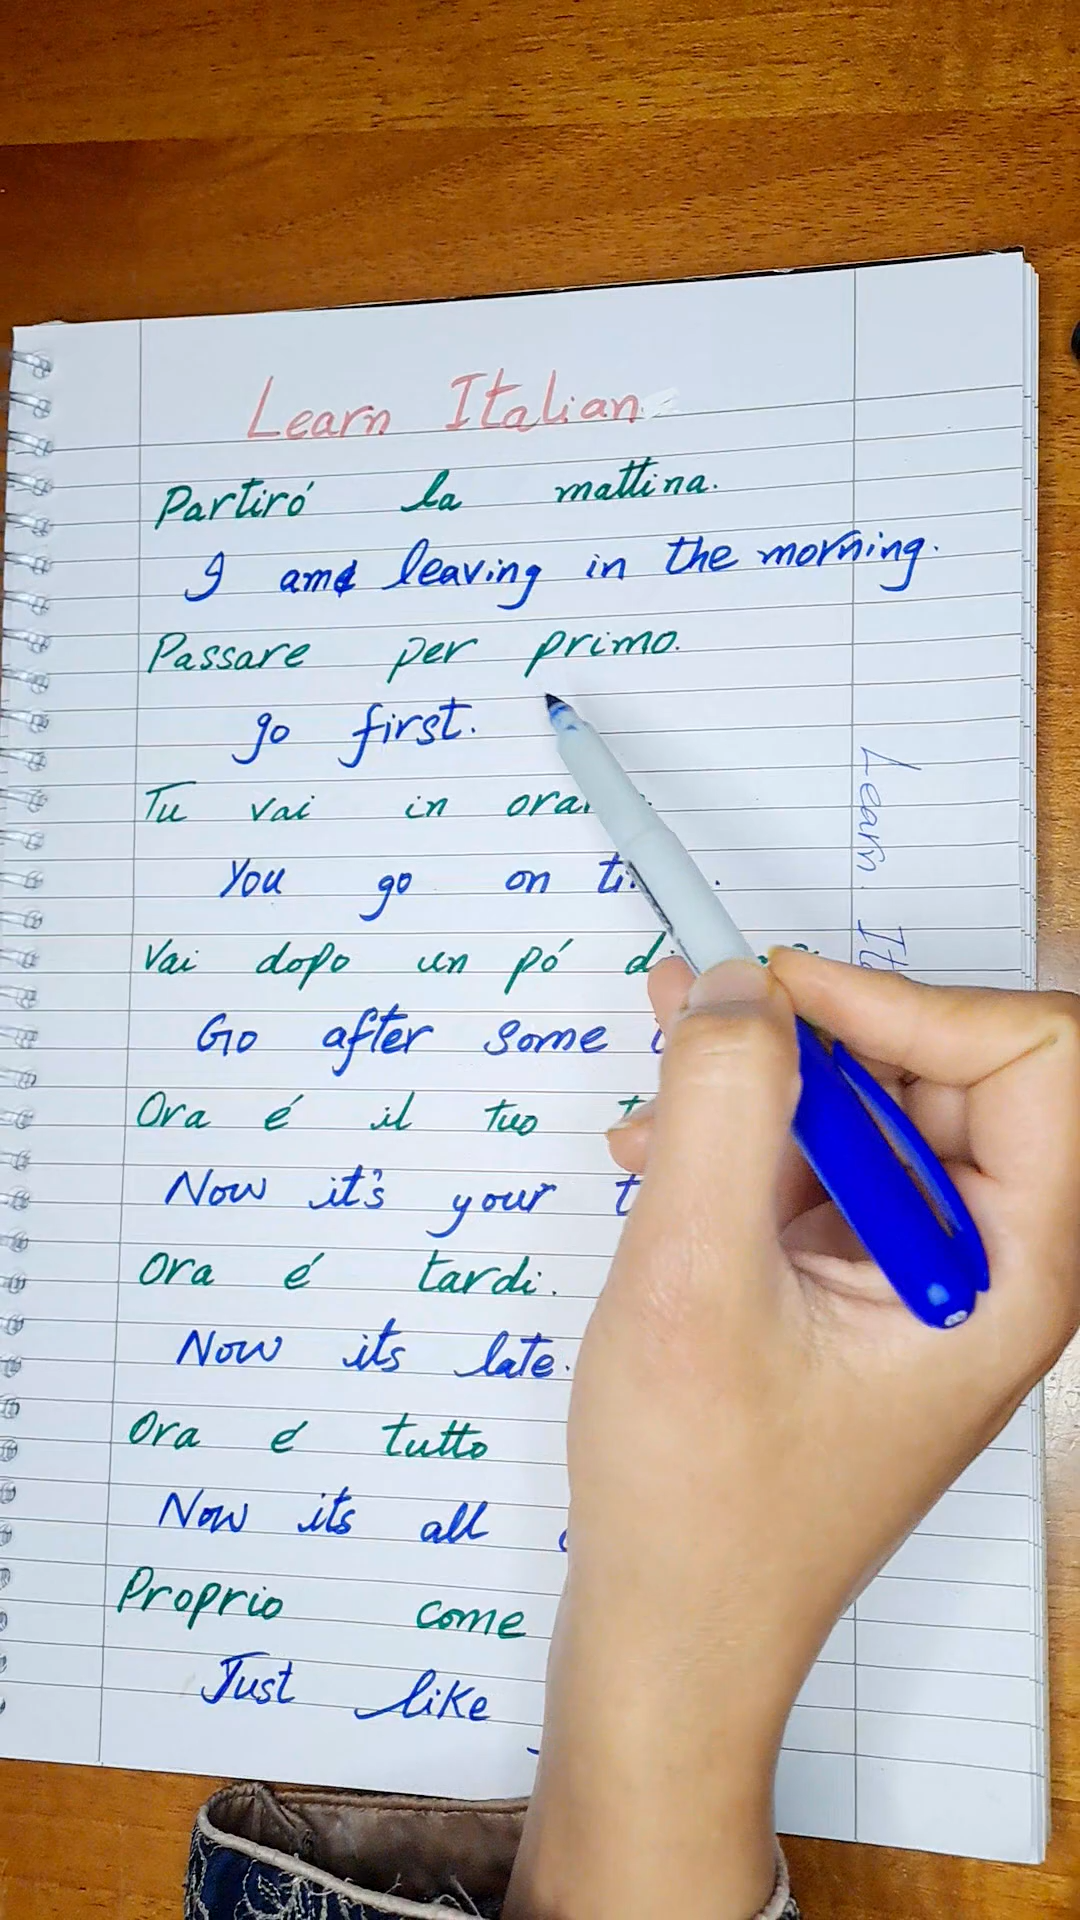 Learn Italian
Partiró la mattina.
I am leaving in the morning.
Passare per primo.
go first.
Tu vai in
You go on
Vai dopo un pó
Go after some
Ora é il tuo
Now it's your
Ora é tardi.
Now its late.
Ora é tutto
Now its all
Proprio come
Just like
Learn